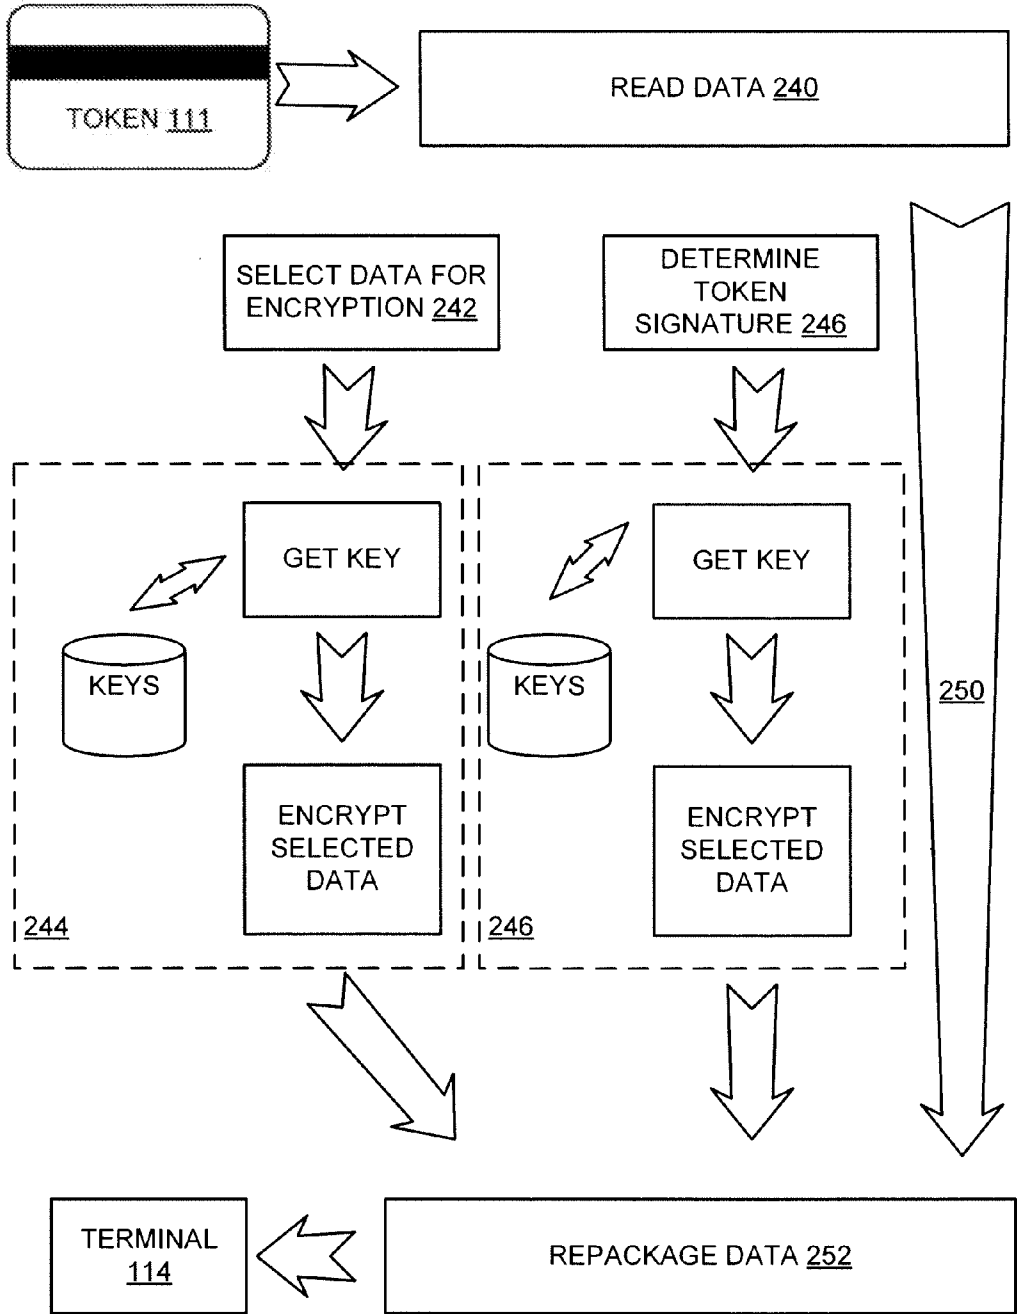 TOKEN 111
READ DATA 240
SELECT DATA FOR
ENCRYPTION 242
DETERMINE
TOKEN
SIGNATURE 246
GET KEY
KEYS
ENCRYPT
SELECTED
DATA
244
GET KEY
KEYS
ENCRYPT
SELECTED
DATA
246
250
TERMINAL
114
REPACKAGE DATA 252